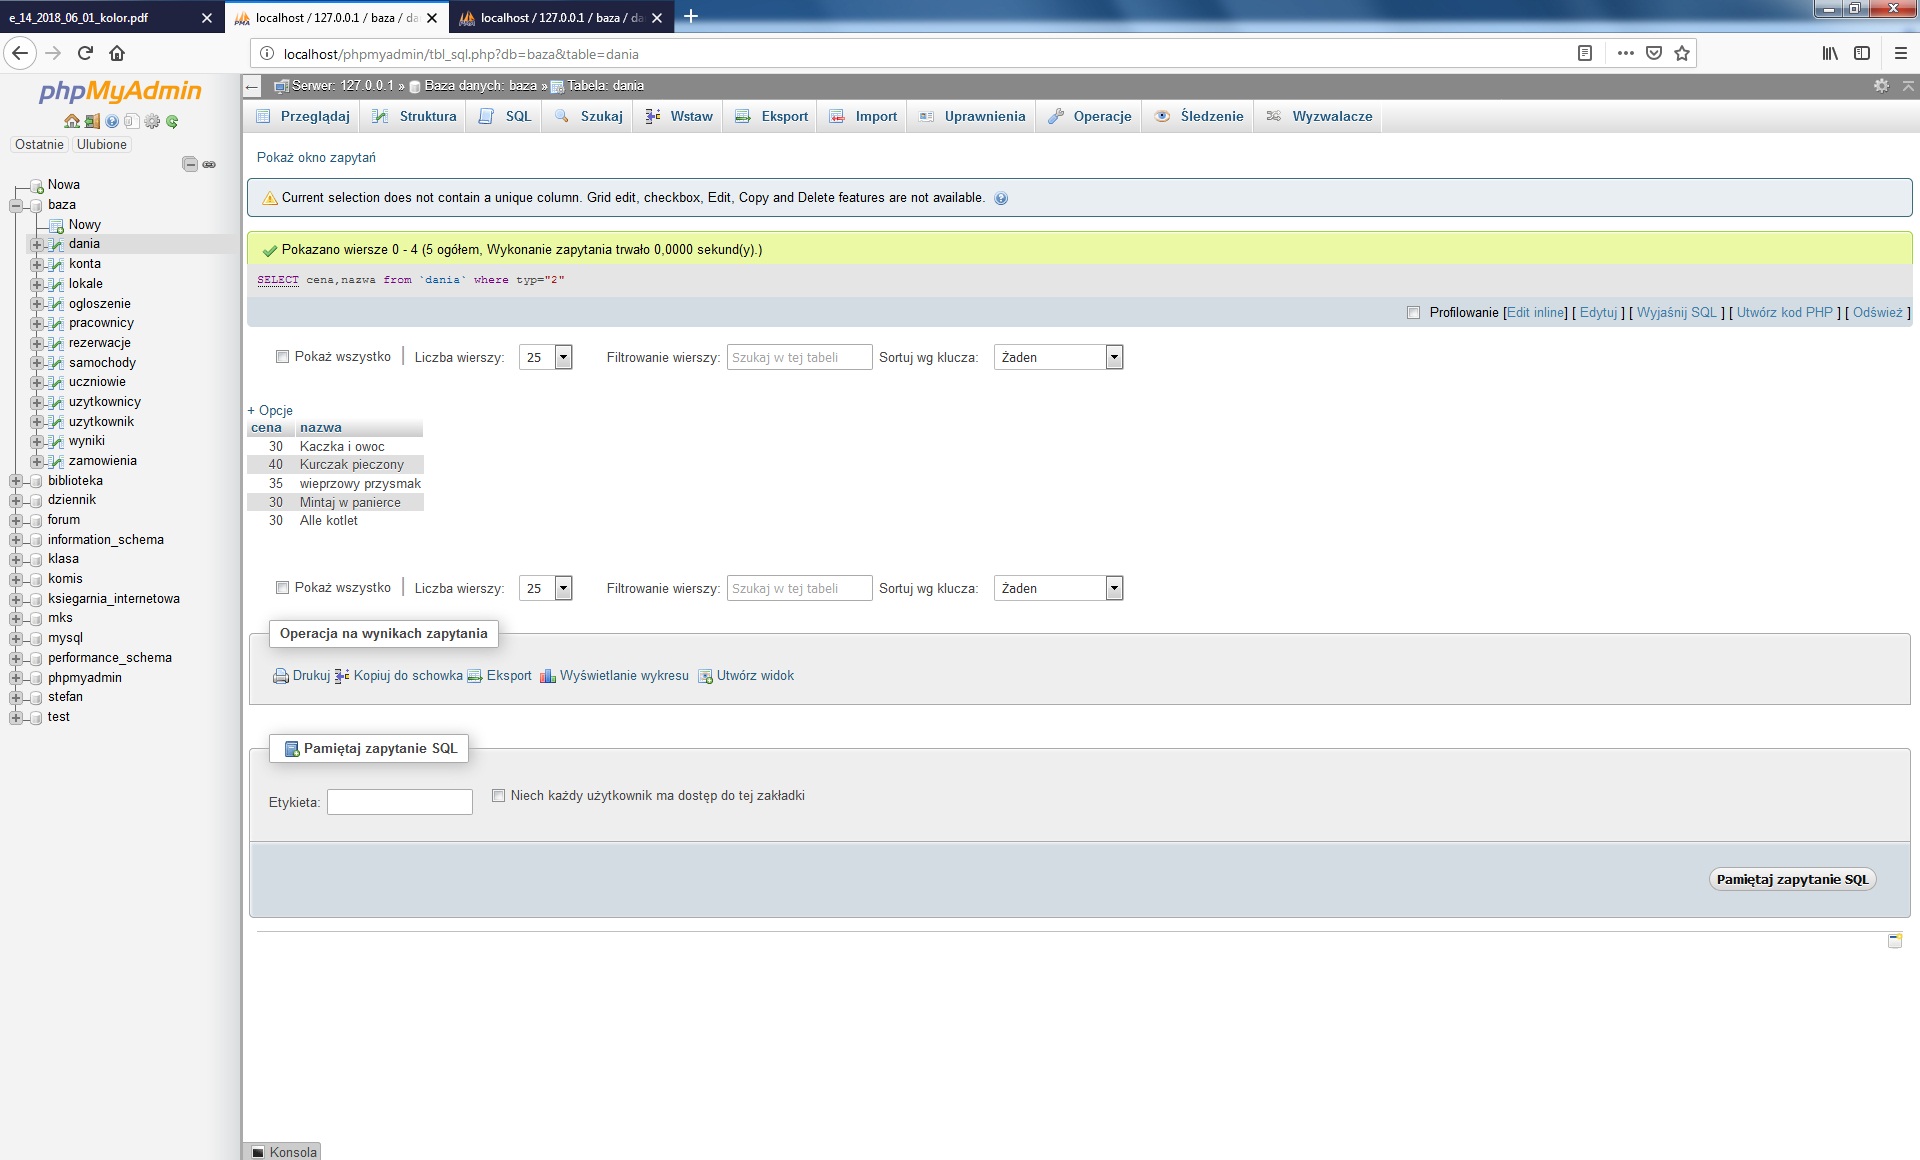 e_14_2018_06_01_kolor.pdf
localhost / 127.0.0.1 / baza / da
localhost / 127.0.0.1 / baza / da
localhost/phpmyadmin/tbl_sql.php?db=baza&table=dania
phpMyAdmin
Ostatnie Ulubione
Nowa
baza
Nowy
dania
konta
lokale
ogloszenie
pracownicy
rezerwacje
samochody
uczniowie
uzytkownicy
uzytkownik
wyniki
zamowienia
biblioteka
dziennik
forum
information_schema
klasa
komis
ksiegarnia_internetowa
mks
mysql
performance_schema
phpmyadmin
stefan
test
Serwer: 127.0.0.1 » Baza danych: baza » Tabela: dania
Przeglądaj Struktura SQL Szukaj Wstaw Eksport Import Uprawnienia Operacje Śledzenie Wyzwalacze
Pokaż okno zapytań
Current selection does not contain a unique column. Grid edit, checkbox, Edit, Copy and Delete features are not available.
Pokazano wiersze 0 - 4 (5 ogółem, Wykonanie zapytania trwało 0,0000 sekund(y).)
SELECT cena,nazwa from `dania` where typ="2"
Profilowanie [Edit inline] [ Edytuj ] [ Wyjaśnij SQL ] [ Utwórz kod PHP ] [ Odśwież ]
Pokaż wszystko | Liczba wierszy: 25 Filtrowanie wierszy: Szukaj w tej tabeli Sortuj wg klucza: Żaden
+ Opcje
cena nazwa
30 Kaczka i owoc
40 Kurczak pieczony
35 wieprzowy przysmak
30 Mintaj w panierce
30 Alle kotlet
Pokaż wszystko | Liczba wierszy: 25 Filtrowanie wierszy: Szukaj w tej tabeli Sortuj wg klucza: Żaden
Operacja na wynikach zapytania
Drukuj Kopiuj do schowka Eksport Wyświetlanie wykresu Utwórz widok
Pamiętaj zapytanie SQL
Etykieta: Niech każdy użytkownik ma dostęp do tej zakładki
Pamiętaj zapytanie SQL
Konsola